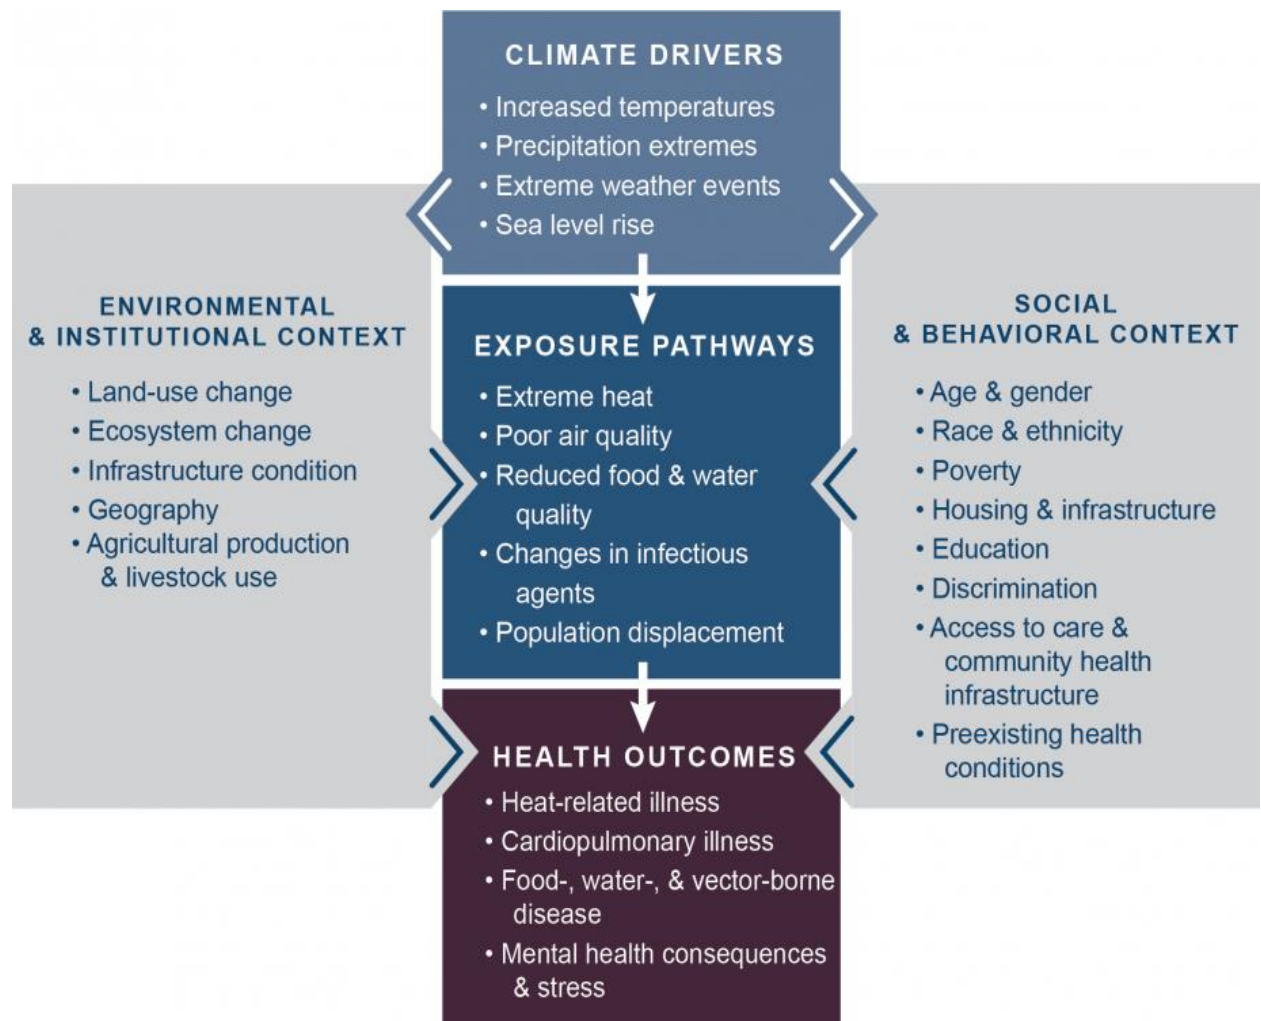 CLIMATE DRIVERS
• Increased temperatures
• Precipitation extremes
• Extreme weather events
• Sea level rise
ENVIRONMENTAL
& INSTITUTIONAL CONTEXT
• Land-use change
• Ecosystem change
• Infrastructure condition
• Geography
• Agricultural production
& livestock use
EXPOSURE PATHWAYS
• Extreme heat
• Poor air quality
• Reduced food & water
quality
• Changes in infectious
agents
• Population displacement
SOCIAL
& BEHAVIORAL CONTEXT
• Age & gender
• Race & ethnicity
• Poverty
• Housing & infrastructure
• Education
• Discrimination
• Access to care &
community health
infrastructure
• Preexisting health
conditions
HEALTH OUTCOMES
• Heat-related illness
• Cardiopulmonary illness
• Food-, water-, & vector-borne
disease
• Mental health consequences
& stress